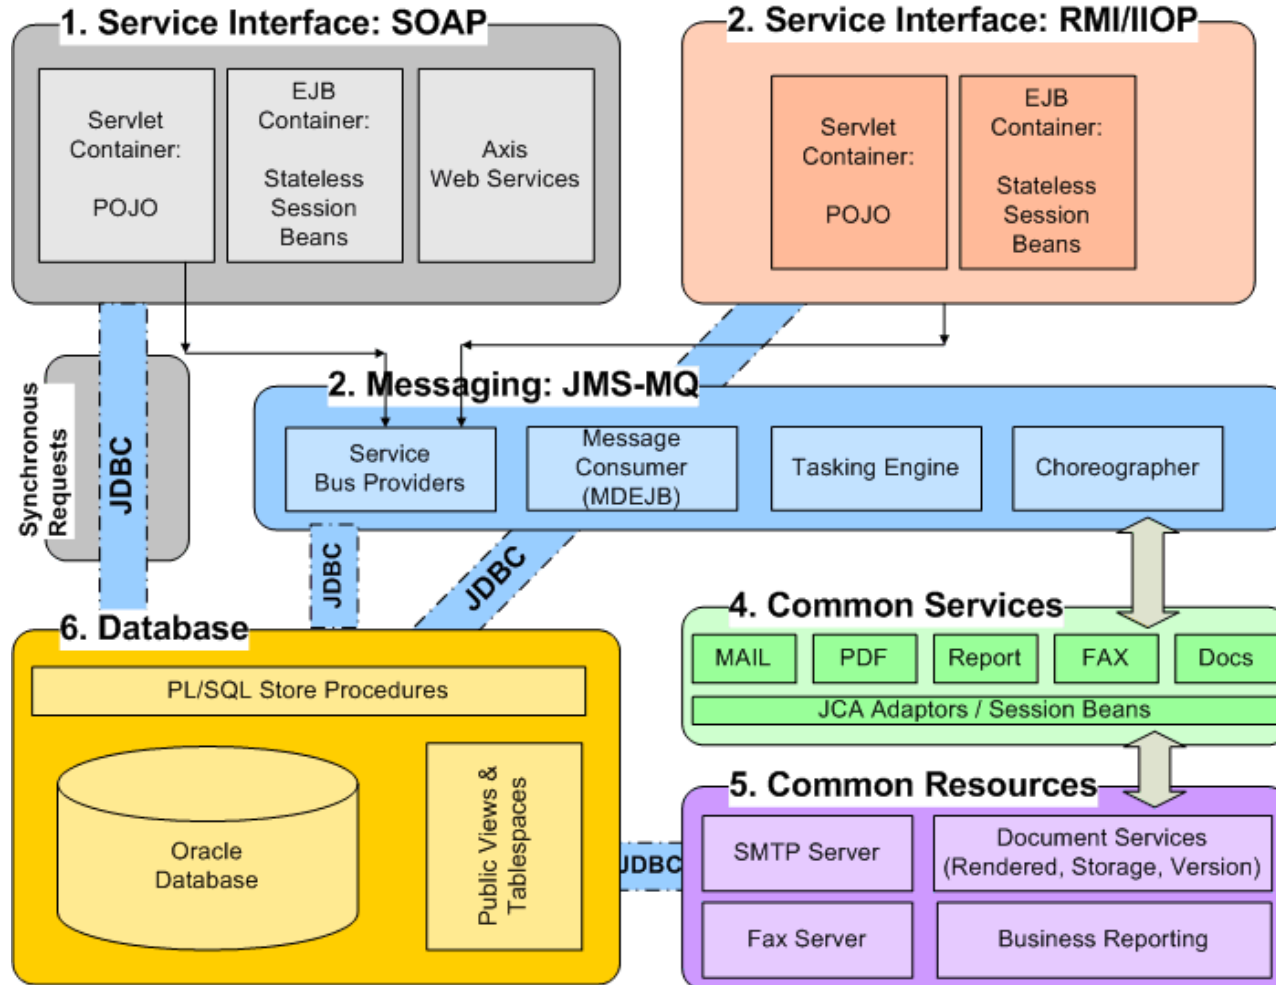 1. Service Interface: SOAP
Servlet
Container:
POJO
EJB
Container:
Stateless
Session
Beans
Axis
Web Services
2. Service Interface: RMI/IIOP
Servlet
Container:
POJO
EJB
Container:
Stateless
Session
Beans
Synchronous
Requests
JDBC
2. Messaging: JMS-MQ
Service
Bus Providers
Message
Consumer
(MDEJB)
Tasking Engine
Choreographer
JDBC
JDBC
4. Common Services
MAIL
PDF
Report
FAX
Docs
JCA Adaptors / Session Beans
6. Database
PL/SQL Store Procedures
Oracle
Database
Public Views &
Tablespaces
JDBC
5. Common Resources
SMTP Server
Document Services
(Rendered, Storage, Version)
Fax Server
Business Reporting